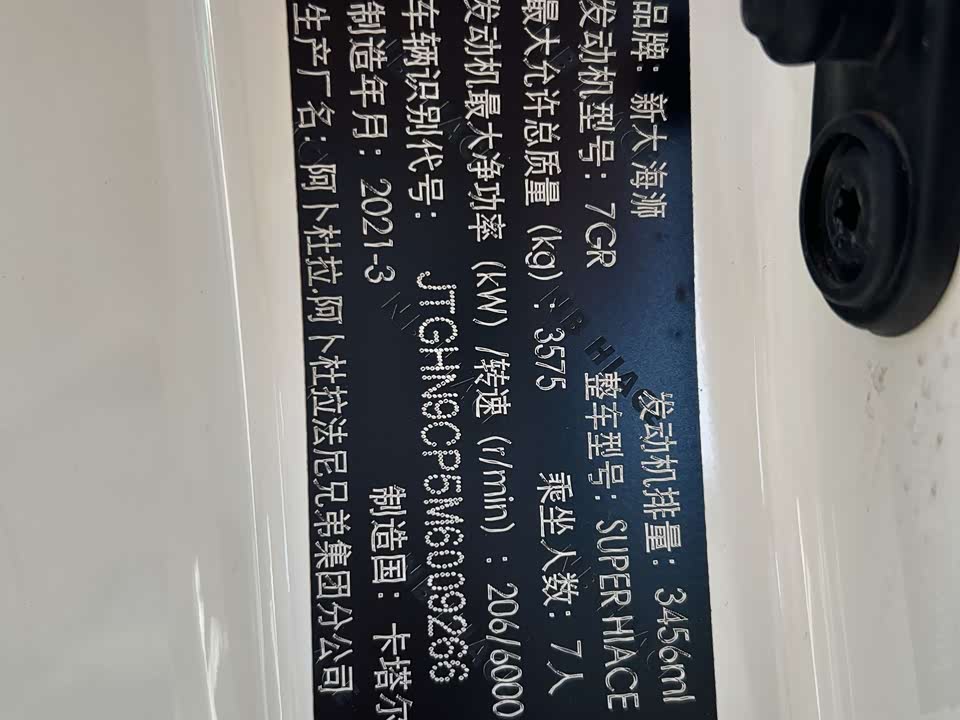 品牌: 新大海狮 发动机排量: 3456ml
发动机型号: 7GR 整车型号: SUPERHIACE
最大允许总质量 (kg) : 3575 乘坐人数: 7人
发动机最大净功率 (kW) /转速 (r/min) : 206/6000
车辆识别代号: JTGHN9CP5M6009266
制造年月: 2021-3 制造国: 卡塔尔
生产厂名: 阿卜杜拉.阿卜杜拉法尼兄弟集团分公司
HIAC